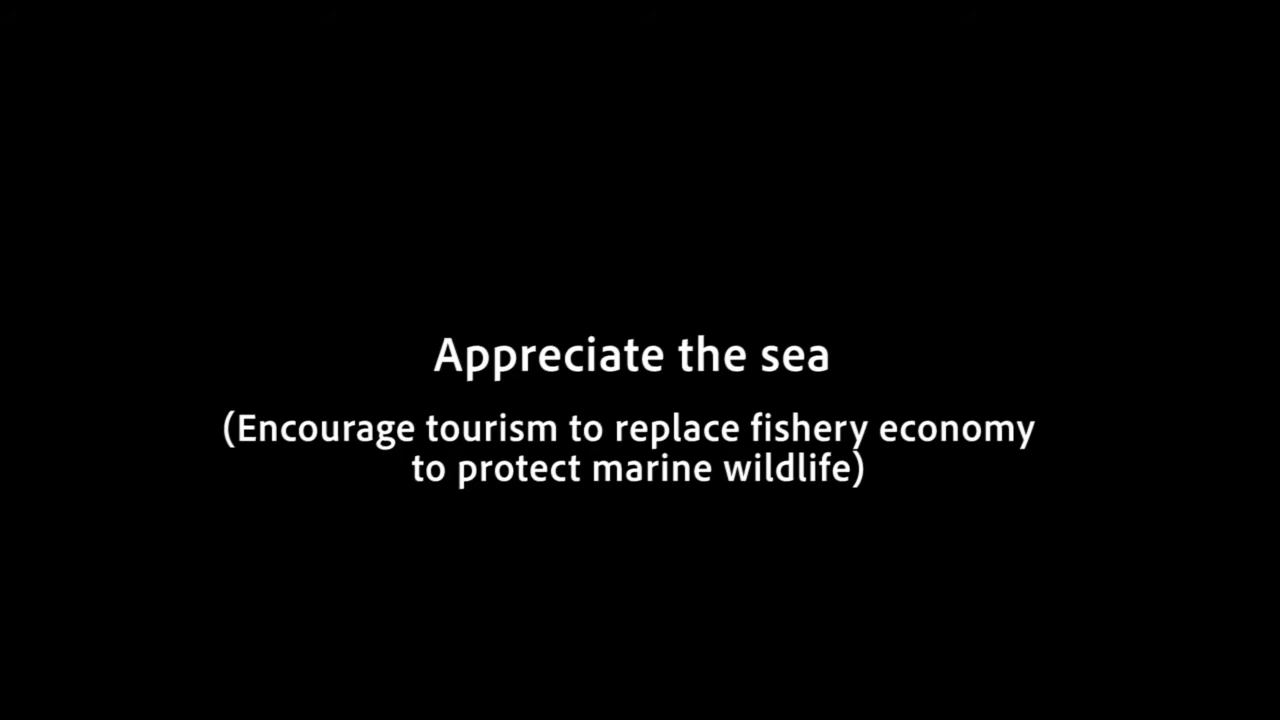 Appreciate the sea
(Encourage tourism to replace fishery economy
to protect marine wildlife)